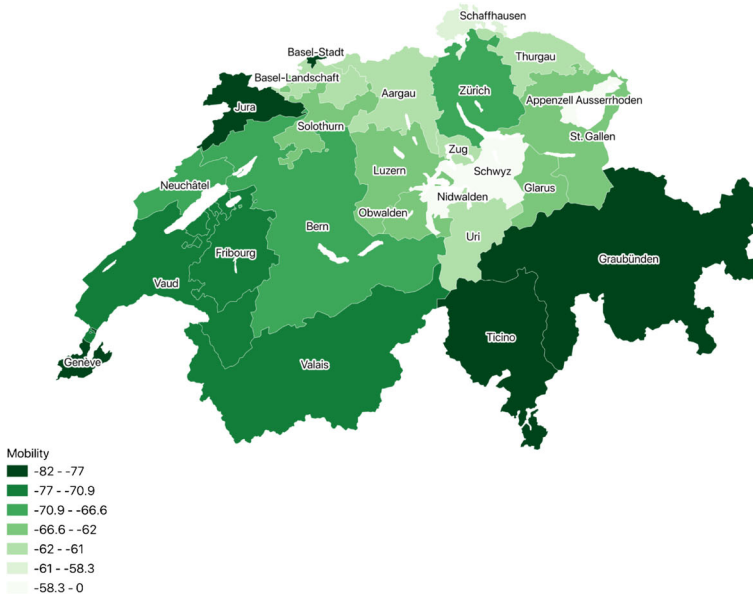 Schaffhausen
Basel-Stadt
Thurgau
Basel-Landschaft
Aargau
Zürich
Appenzell Ausserrhoden
Jura
Solothurn
St. Gallen
Zug
Luzern
Schwyz
Neuchâtel
Nidwalden
Glarus
Obwalden
Bern
Uri
Fribourg
Graubünden
Vaud
Ticino
Genève
Valais
Mobility
-82 - -77
-77 - -70.9
-70.9 - -66.6
-66.6 - -62
-62 - -61
-61 - -58.3
-58.3 - 0